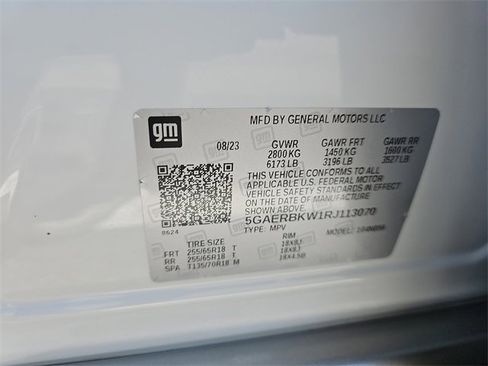 gm
MFD BY GENERAL MOTORS LLC
08/23 GVWR GAWR FRT GAWR RR
2800 KG 1450 KG 1600 KG
6173 LB 3196 LB 3527 LB
THIS VEHICLE CONFORMS TO ALL
APPLICABLE U.S. FEDERAL MOTOR
VEHICLE SAFETY STANDARDS IN EFFECT
ON THE DATE OF MANUFACTURE
SHOWN ABOVE.
5GAERBKW1RJ113070
8624 TYPE: MPV MODEL:
TIRE SIZE RIM
FRT 255/65R18 T 18X8J
RR 255/65R18 T 18X8J
SPA T135/70R18 M 18X4.5B